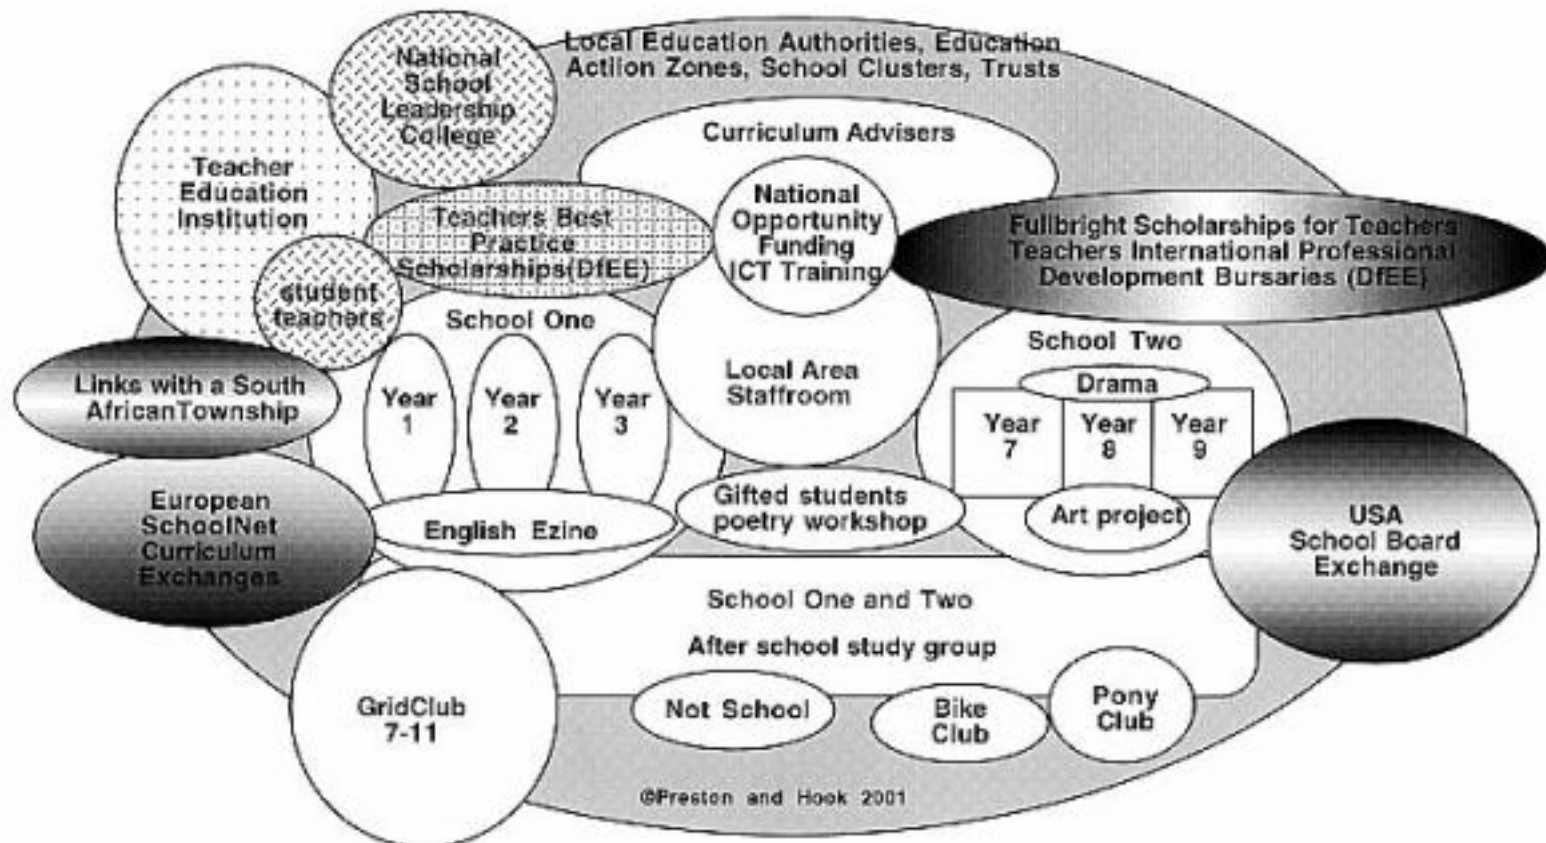 Local Education Authorities, Education
Actiion Zones, School Clusters, Trusts
National
School
Leadership
College
Curriculum Advisers
Teacher
Education
Institution
Teachers Best
Practice
Scholarships(DfEE)
National
Opportunity
Funding
ICT Training
Fullbright Scholarships for Teachers
Teachers International Professional
Development Bursaries (DfEE)
student
teachers
School One
School Two
Links with a South
AfricanTownship
Year
1
Year
2
Year
3
Local Area
Staffroom
Drama
Year
7
Year
8
Year
9
European
SchoolNet
Curriculum
Exchanges
English Ezine
Gifted students
poetry workshop
Art project
USA
School Board
Exchange
School One and Two
After school study group
GridClub
7-11
Not School
Bike
Club
Pony
Club
©Preston and Hook 2001